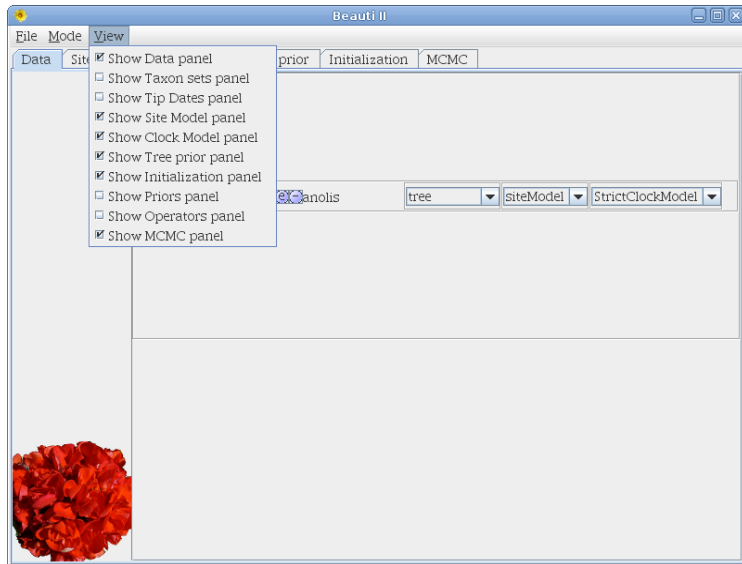 Beauti II
File Mode View
Data Site prior Initialization MCMC
Show Data panel
Show Taxon sets panel
Show Tip Dates panel
Show Site Model panel
Show Clock Model panel
Show Tree prior panel
Show Initialization panel
Show Priors panel
Show Operators panel
Show MCMC panel
e - anolis tree siteModel StrictClockModel